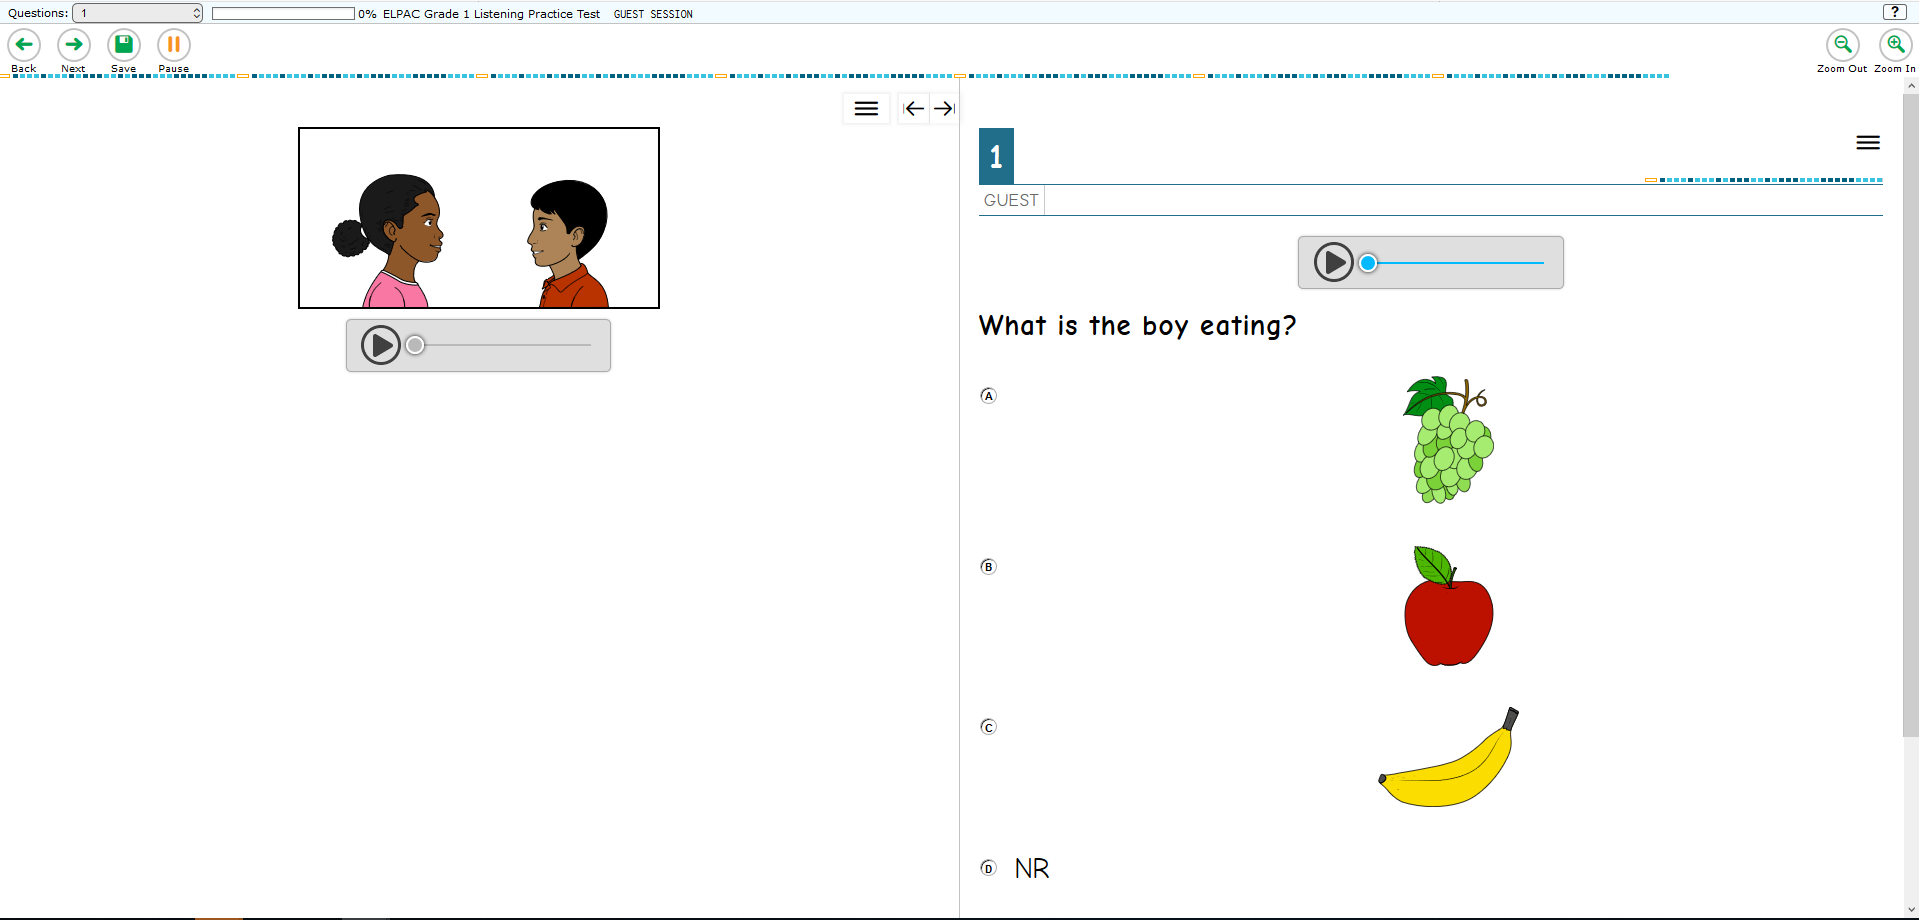 Questions: 1 0% ELPAC Grade 1 Listening Practice Test GUEST SESSION ?
Back Next Save Pause Zoom Out Zoom In
1
GUEST
What is the boy eating?
A
B
C
D NR